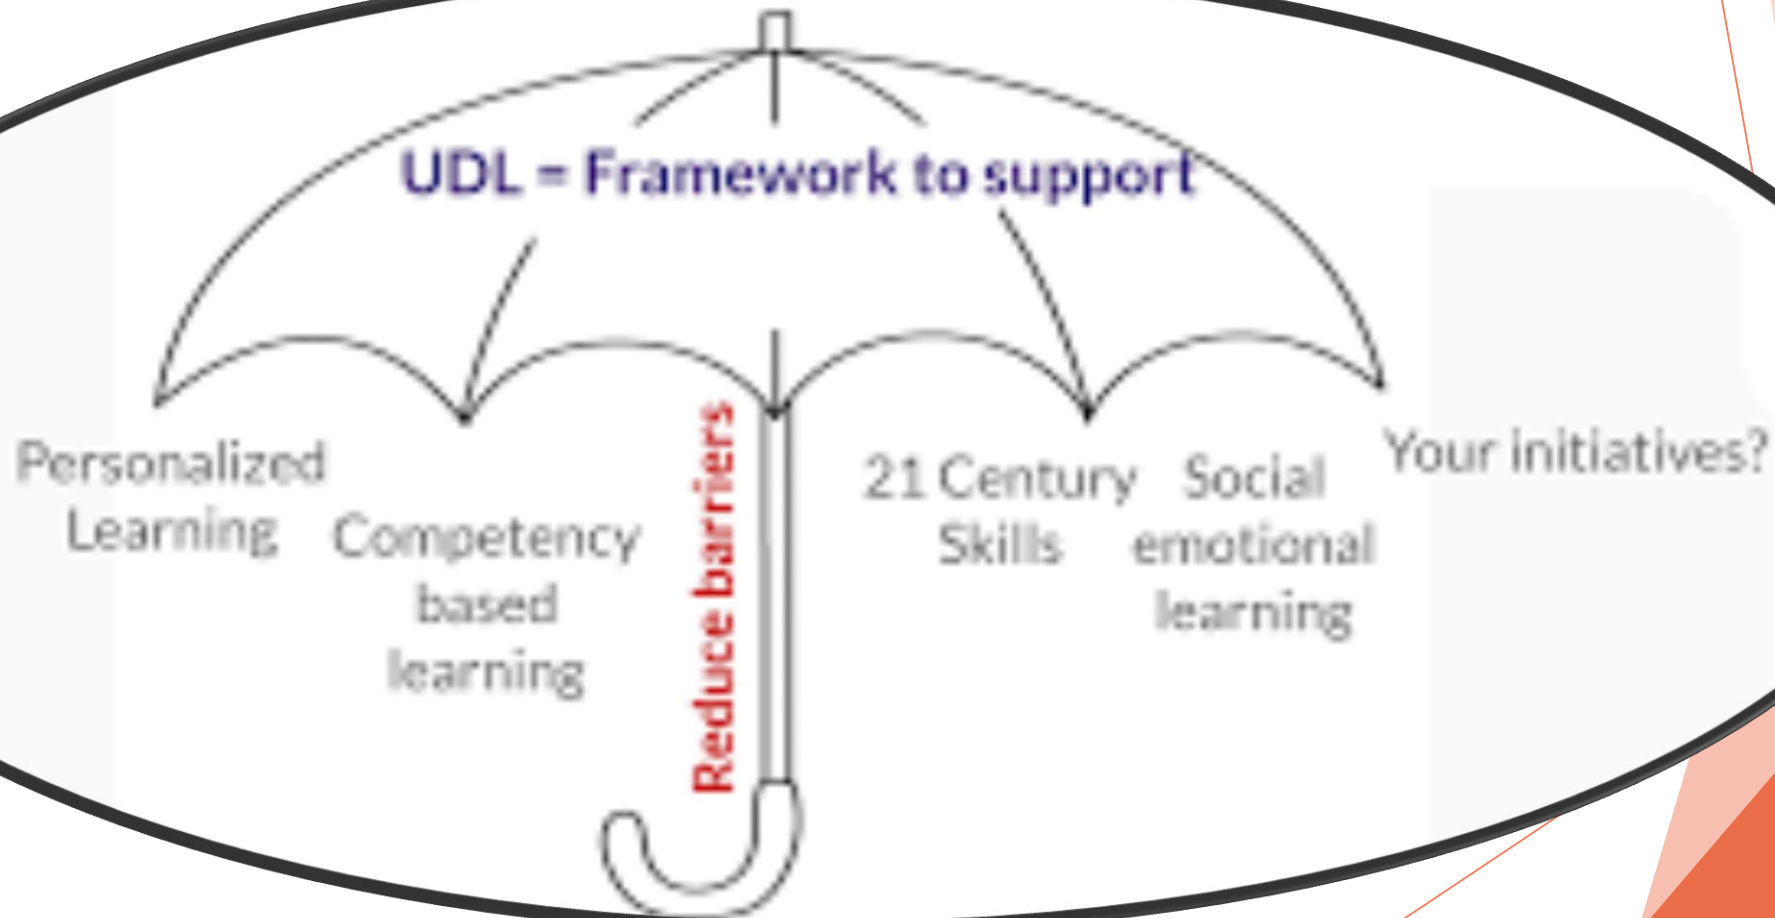 UDL = Framework to support
Personalized
Learning
Competency
based
learning
Reduce barriers
21 Century
Skills
Social
emotional
learning
Your initiatives?